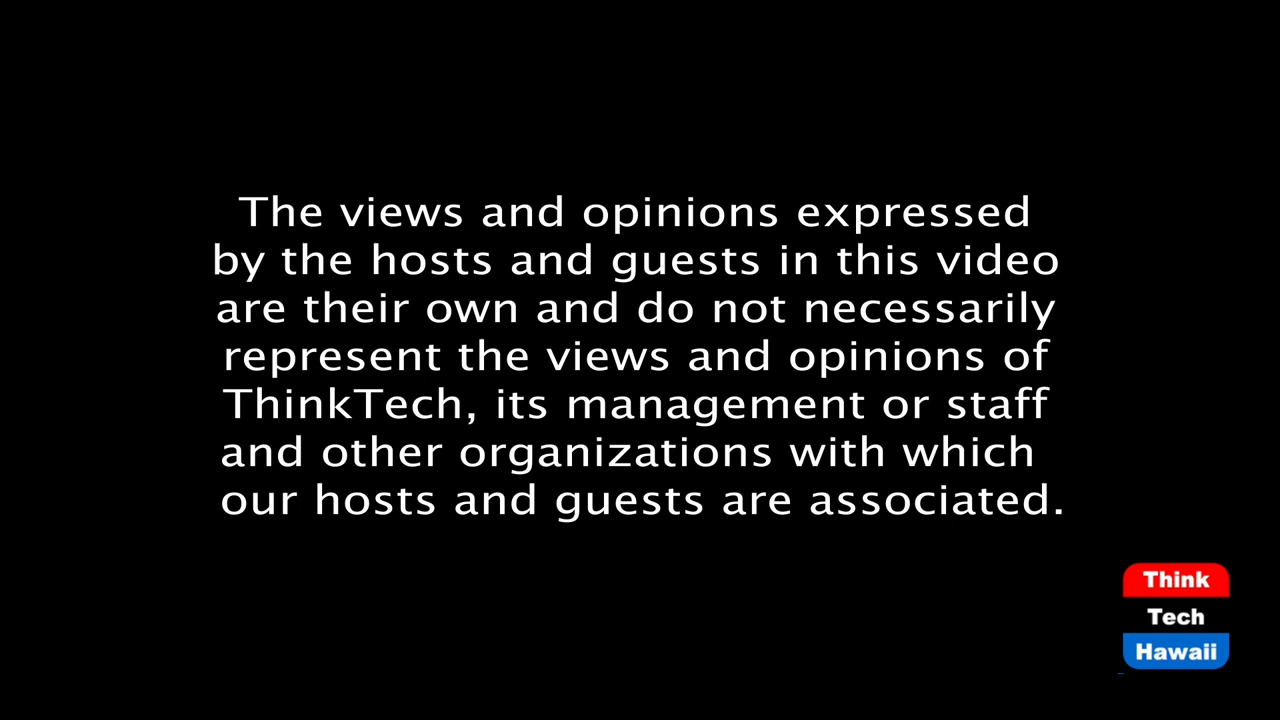 The views and opinions expressed
by the hosts and guests in this video
are their own and do not necessarily
represent the views and opinions of
ThinkTech, its management or staff
and other organizations with which
our hosts and guests are associated.
Think
Tech
Hawaii